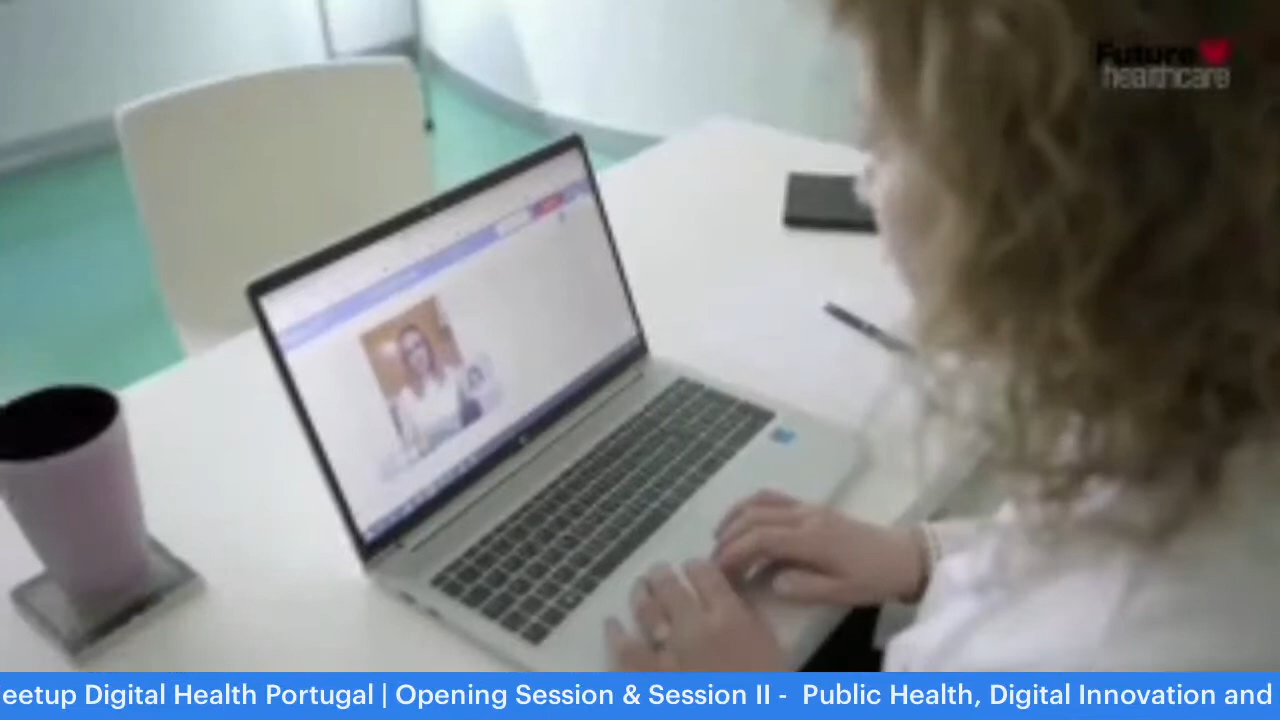 Future
healthcare
eetup Digital Health Portugal | Opening Session & Session II - Public Health, Digital Innovation and